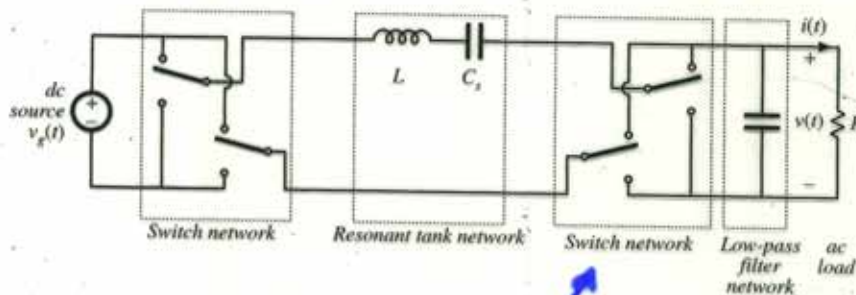 i(t)
+
L
C_s
dc
source
v_g(t)
+
−
v(t)
−
Switch network
Resonant tank network
Switch network
Low-pass
filter
network
ac
load